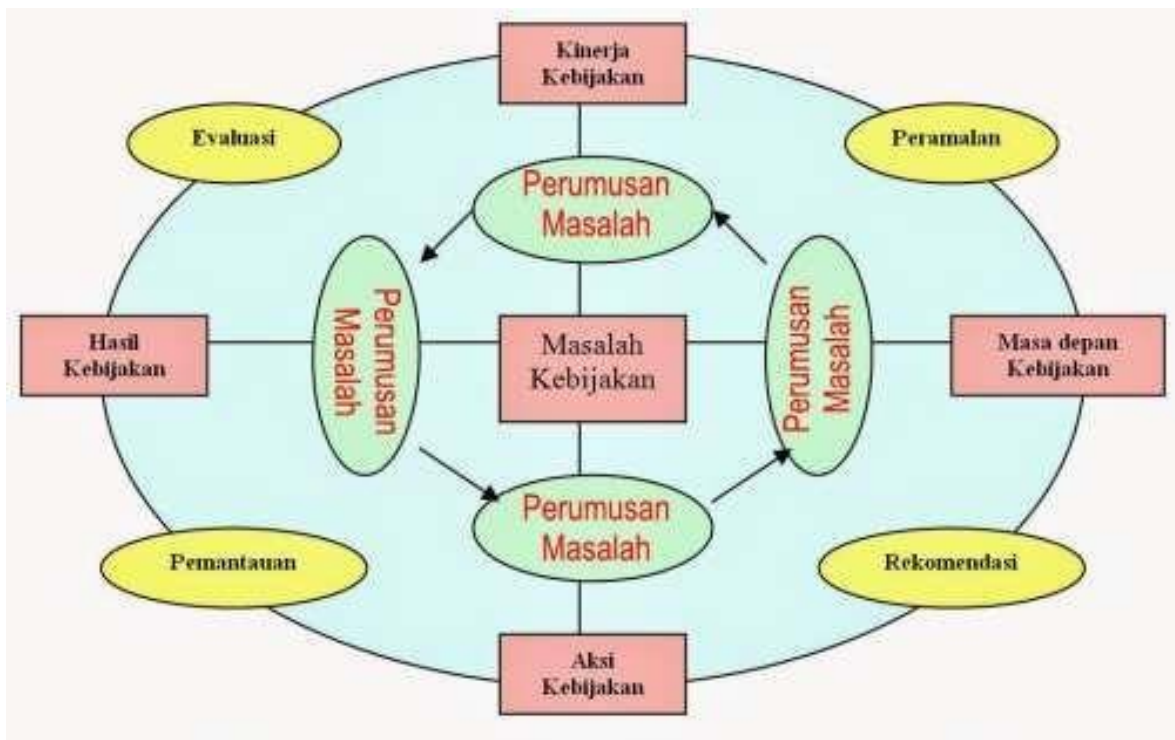 Kinerja
Kebijakan
Evaluasi
Peramalan
Perumusan
Masalah
Perumusan
Masalah
Perumusan
Masalah
Hasil
Kebijakan
Masalah
Kebijakan
Masa depan
Kebijakan
Perumusan
Masalah
Pemantauan
Rekomendasi
Aksi
Kebijakan